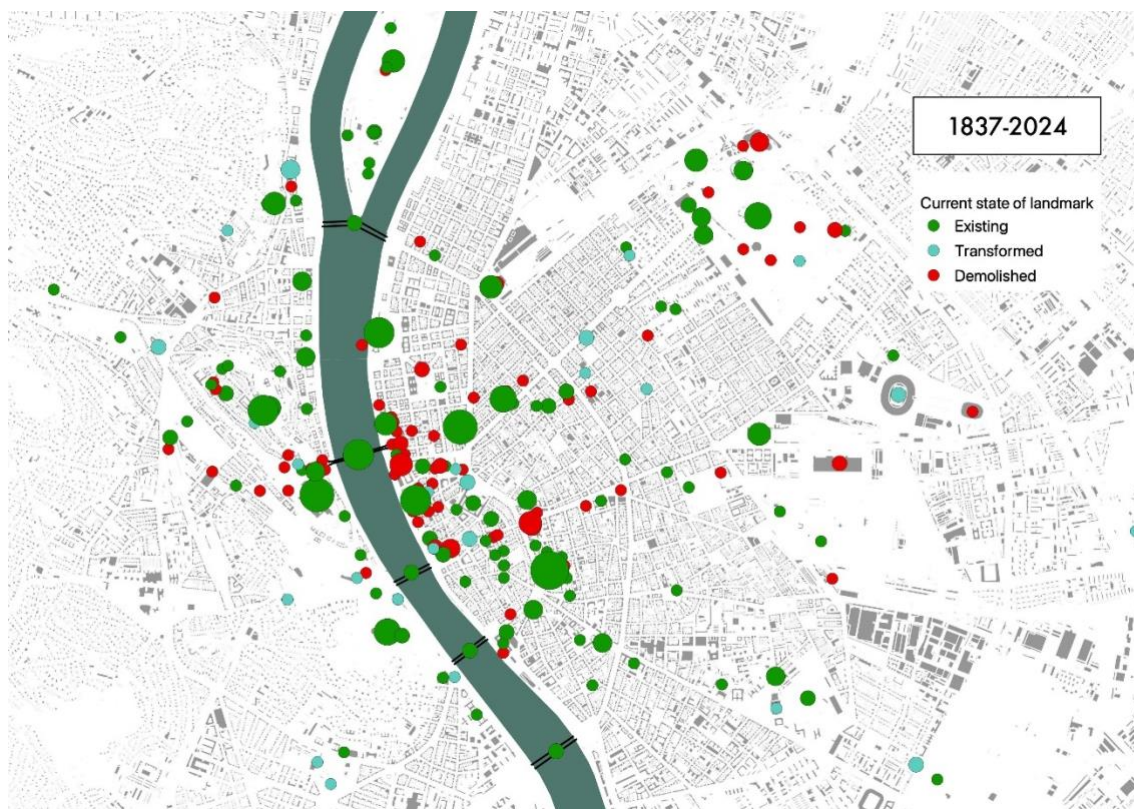 1837-2024
Current state of landmark
Existing
Transformed
Demolished